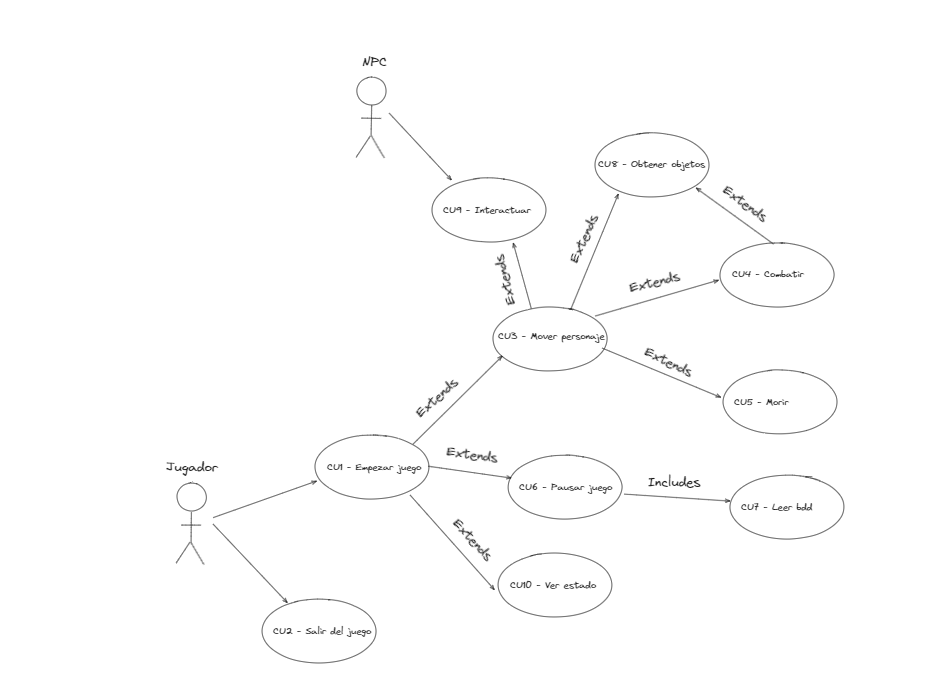 NPC
CU8 - Obtener objetos
Extends
CU9 - Interactuar
Extends
Extends
CU4 - Combatir
Extends
CU3 - Mover personaje
Extends
Extends
CU5 - Morir
Jugador
CU1 - Empezar juego
Extends
CU6 - Pausar juego
Includes
CU7 - Leer bdd
Extends
CU10 - Ver estado
CU2 - Salir del juego